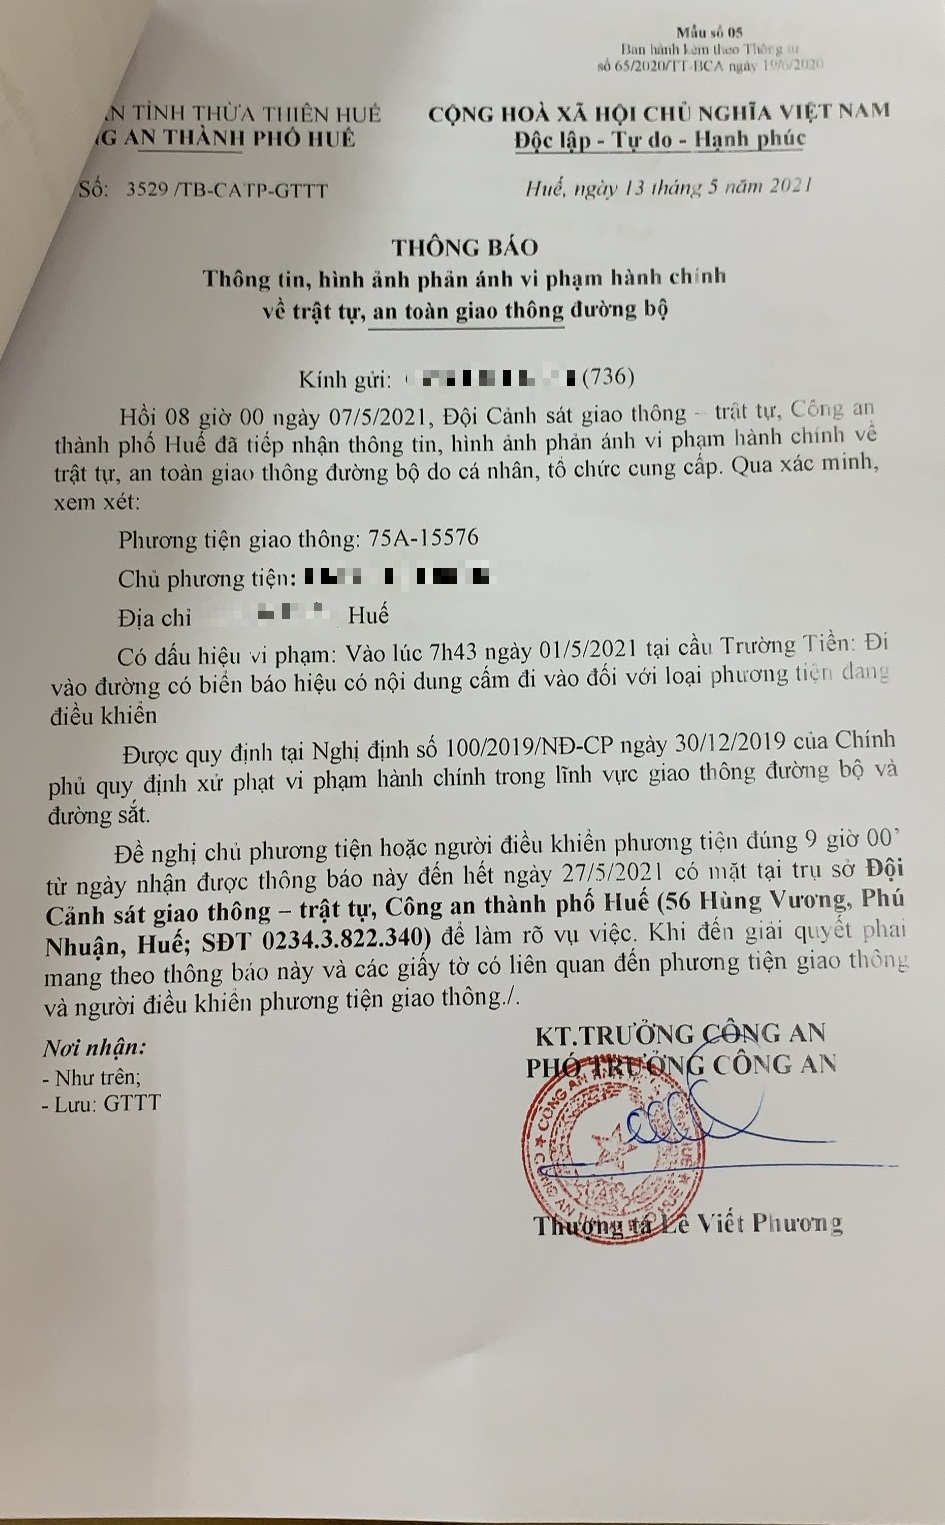 Mẫu số 05
Ban hành kèm theo Thông tư
số 65/2020/TT-BCA ngày 19/6/2020
TỈNH THỪA THIÊN HUẾ
AN THÀNH PHỐ HUẾ
CỘNG HOÀ XÃ HỘI CHỦ NGHĨA VIỆT NAM
Độc lập - Tự do - Hạnh phúc
Số: 3529 /TB-CATP-GTTT
Huế, ngày 13 tháng 5 năm 2021
THÔNG BÁO
Thông tin, hình ảnh phản ánh vi phạm hành chính
về trật tự, an toàn giao thông đường bộ
Kính gửi: (736)
Hồi 08 giờ 00 ngày 07/5/2021, Đội Cảnh sát giao thông - trật tự, Công an
thành phố Huế đã tiếp nhận thông tin, hình ảnh phản ánh vi phạm hành chính về
trật tự, an toàn giao thông đường bộ do cá nhân, tổ chức cung cấp. Qua xác minh,
xem xét:
Phương tiện giao thông: 75A-15576
Chủ phương tiện:
Địa chỉ Huế
Có dấu hiệu vi phạm: Vào lúc 7h43 ngày 01/5/2021 tại cầu Trường Tiền: Đi
vào đường có biển báo hiệu có nội dung cấm đi vào đối với loại phương tiện đang
điều khiển
Được quy định tại Nghị định số 100/2019/NĐ-CP ngày 30/12/2019 của Chính
phủ quy định xử phạt vi phạm hành chính trong lĩnh vực giao thông đường bộ và
đường sắt.
Đề nghị chủ phương tiện hoặc người điều khiển phương tiện đúng 9 giờ 00'
từ ngày nhận được thông báo này đến hết ngày 27/5/2021 có mặt tại trụ sở Đội
Cảnh sát giao thông – trật tự, Công an thành phố Huế (56 Hùng Vương, Phú
Nhuận, Huế; SĐT 0234.3.822.340) để làm rõ vụ việc. Khi đến giải quyết phải
mang theo thông báo này và các giấy tờ có liên quan đến phương tiện giao thông
và người điều khiển phương tiện giao thông./.
Nơi nhận:
- Như trên;
- Lưu: GTTT
KT.TRƯỞNG CÔNG AN
PHÓ TRƯỞNG CÔNG AN
Thượng tá Lê Viết Phương